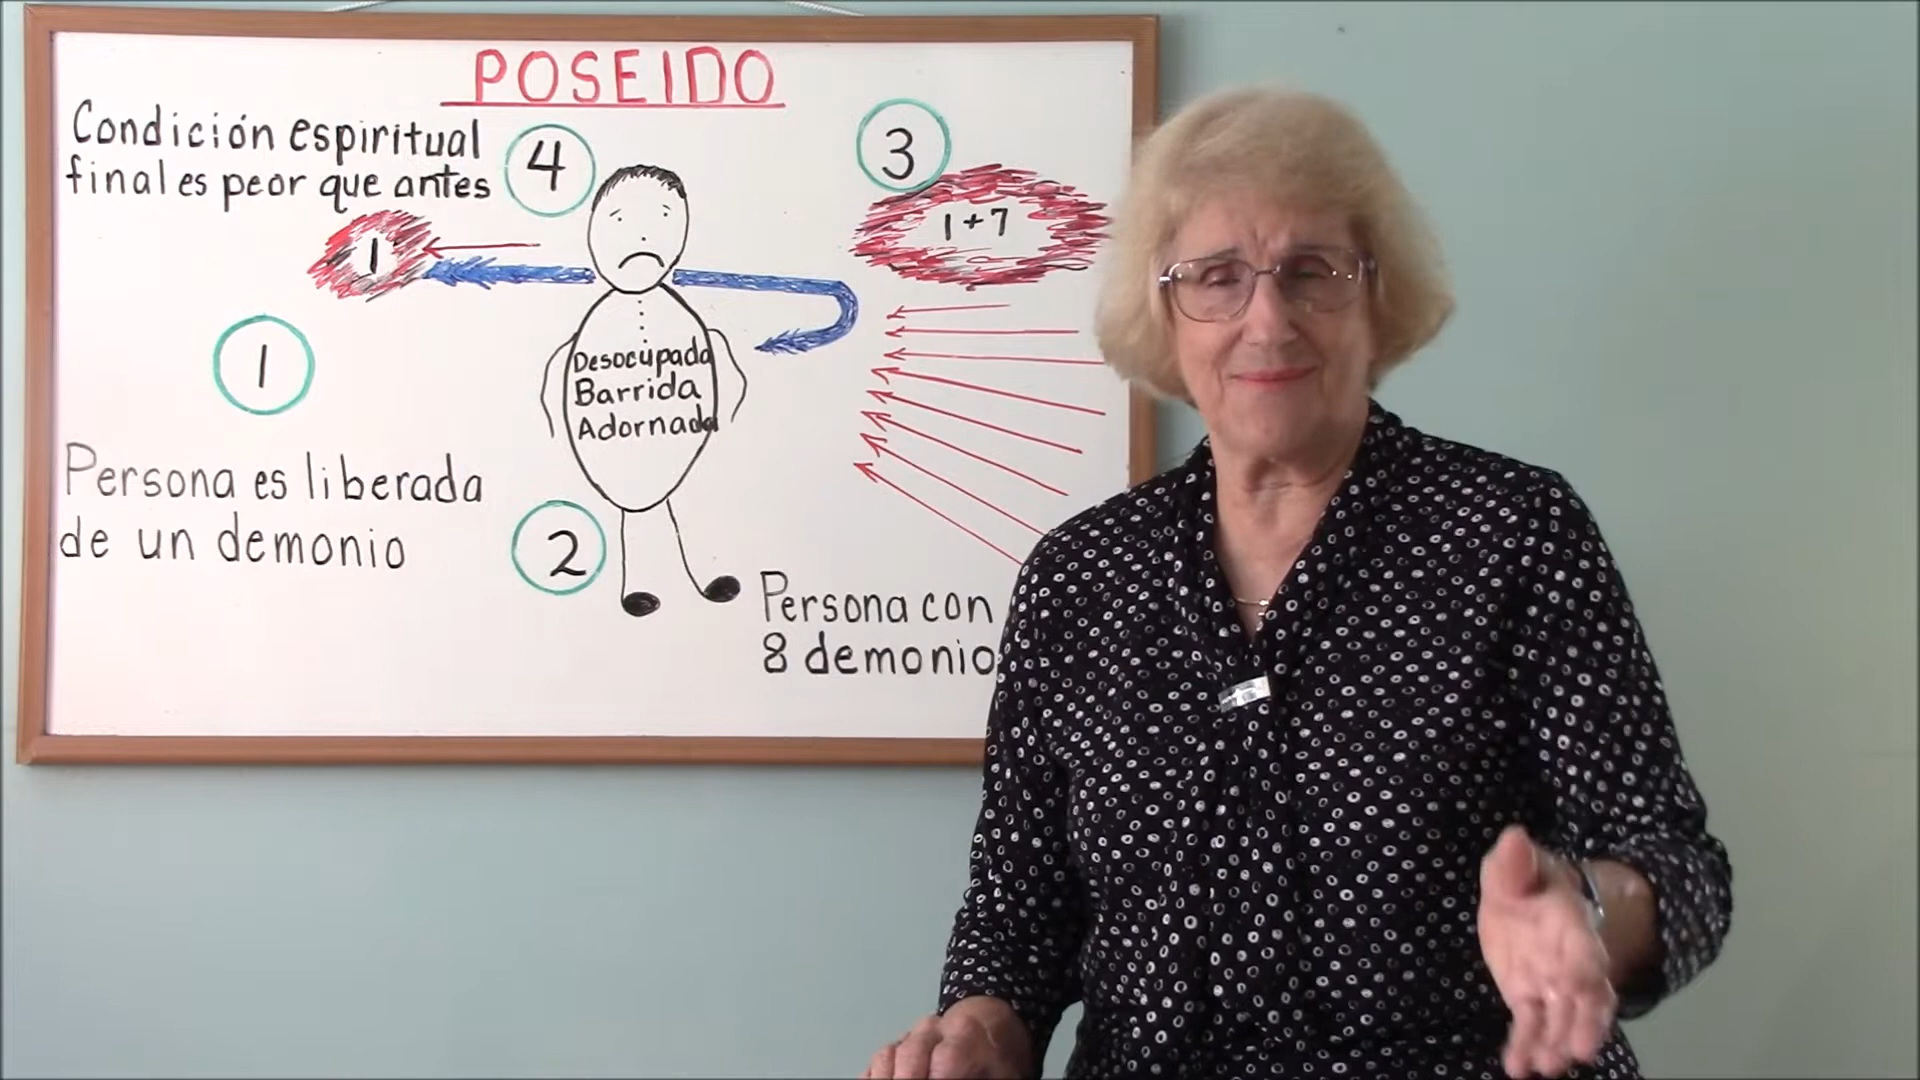 POSEIDO
Condición espiritual
final es peor que antes
4
3
1+7
1
1
Desocupada
Barrida
Adornada
Persona es liberada
de un demonio
2
Persona con
8 demonio